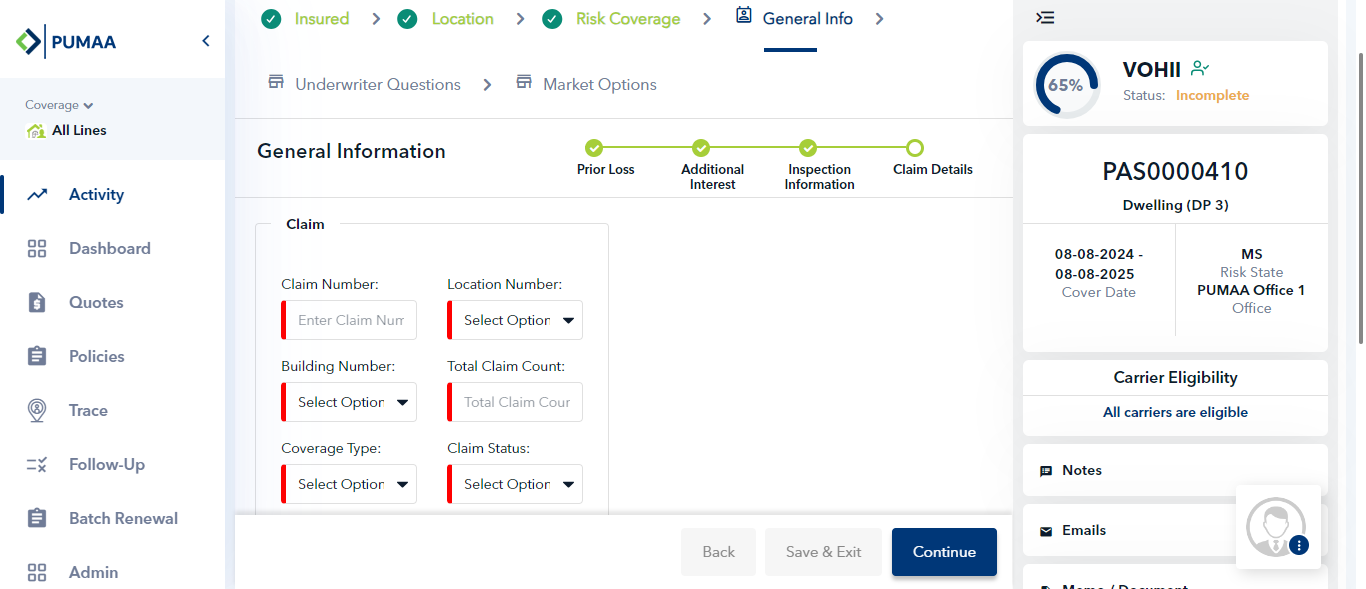 PUMAA
Coverage
All Lines
Activity
Dashboard
Quotes
Policies
Trace
Follow-Up
Batch Renewal
Admin
Insured
Location
Risk Coverage
General Info
Underwriter Questions
Market Options
General Information
Prior Loss
Additional
Interest
Inspection
Information
Claim Details
Claim
Claim Number:
Location Number:
Enter Claim Num
Select Option
Building Number:
Total Claim Count:
Select Option
Total Claim Cour
Coverage Type:
Claim Status:
Select Option
Select Option
Back
Save & Exit
Continue
65%
VOHII
Status: Incomplete
PAS0000410
Dwelling (DP 3)
08-08-2024 -
08-08-2025
Cover Date
MS
Risk State
PUMAA Office 1
Office
Carrier Eligibility
All carriers are eligible
Notes
Emails
Memo / Document